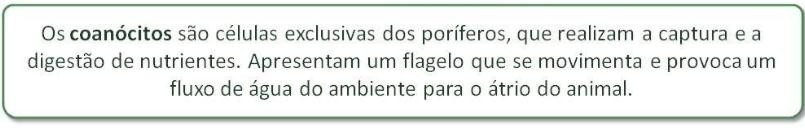 Os coanócitos são células exclusivas dos poríferos, que realizam a captura e a
digestão de nutrientes. Apresentam um flagelo que se movimenta e provoca um
fluxo de água do ambiente para o átrio do animal.